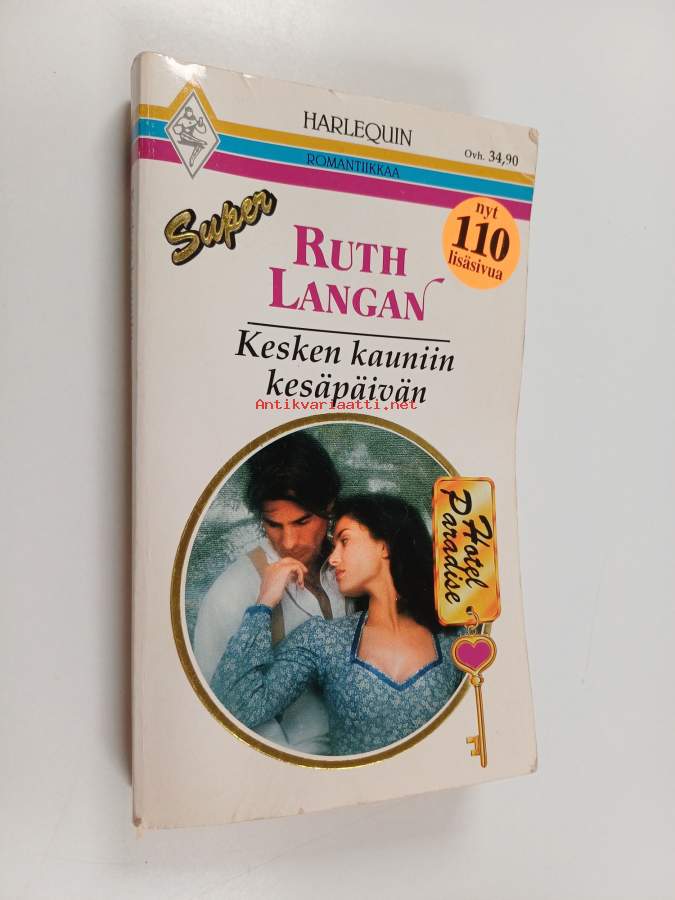 HARLEQUIN
ROMANTIIKKAA
Ovh. 34,90
Super
nyt
110
lisäsivua
RUTH
LANGAN
Kesken kauniin
kesäpäivän
Antikvariaatti.net
Hotel
Paradise